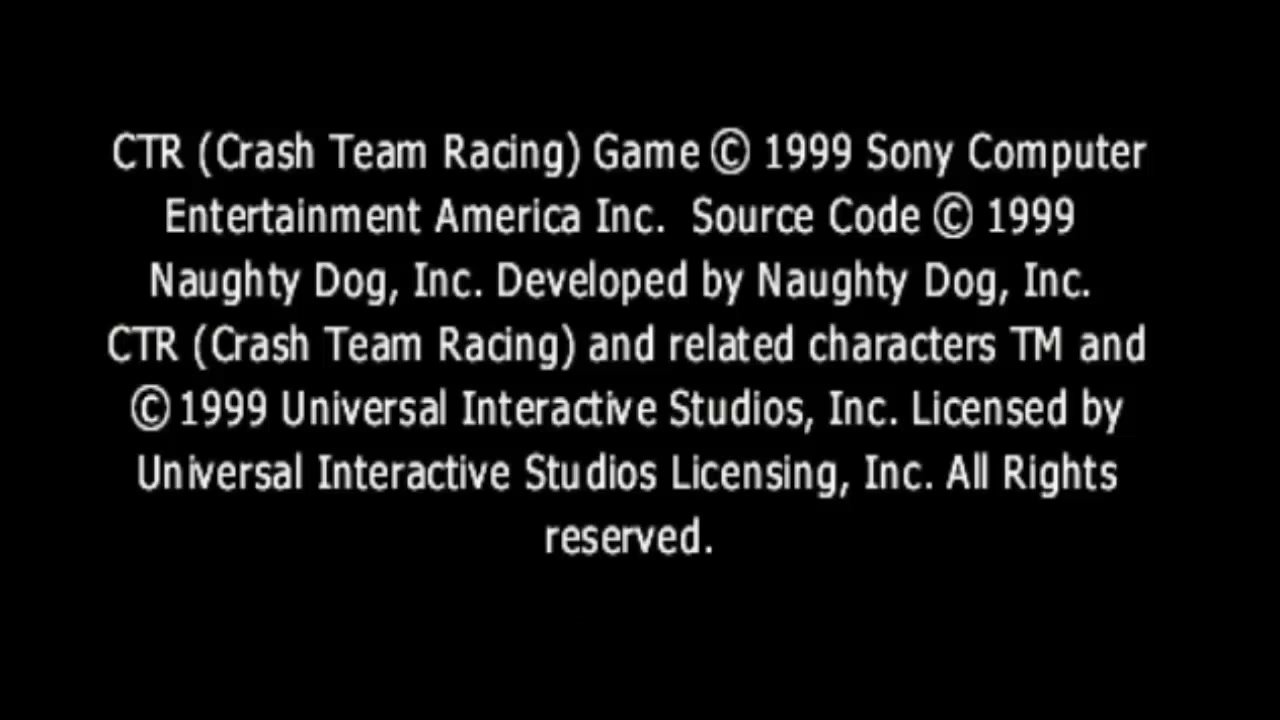 CTR (Crash Team Racing) Game © 1999 Sony Computer
Entertainment America Inc.  Source Code © 1999
Naughty Dog, Inc. Developed by Naughty Dog, Inc.
CTR (Crash Team Racing) and related characters TM and
© 1999 Universal Interactive Studios, Inc. Licensed by
Universal Interactive Studios Licensing, Inc. All Rights
reserved.